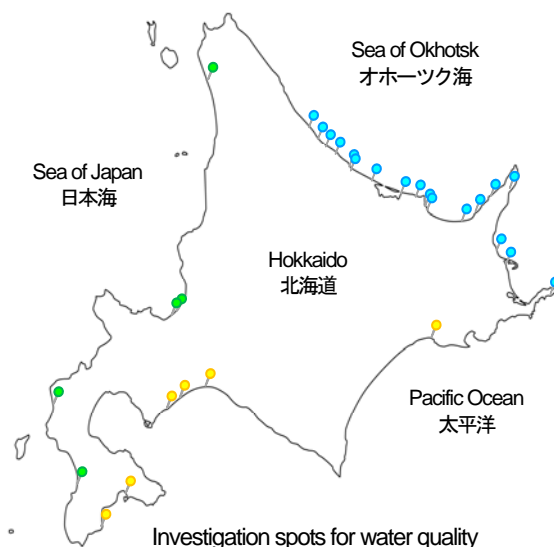 Sea of Okhotsk
オホーツク海
Sea of Japan
日本海
Hokkaido
北海道
Pacific Ocean
太平洋
Investigation spots for water quality